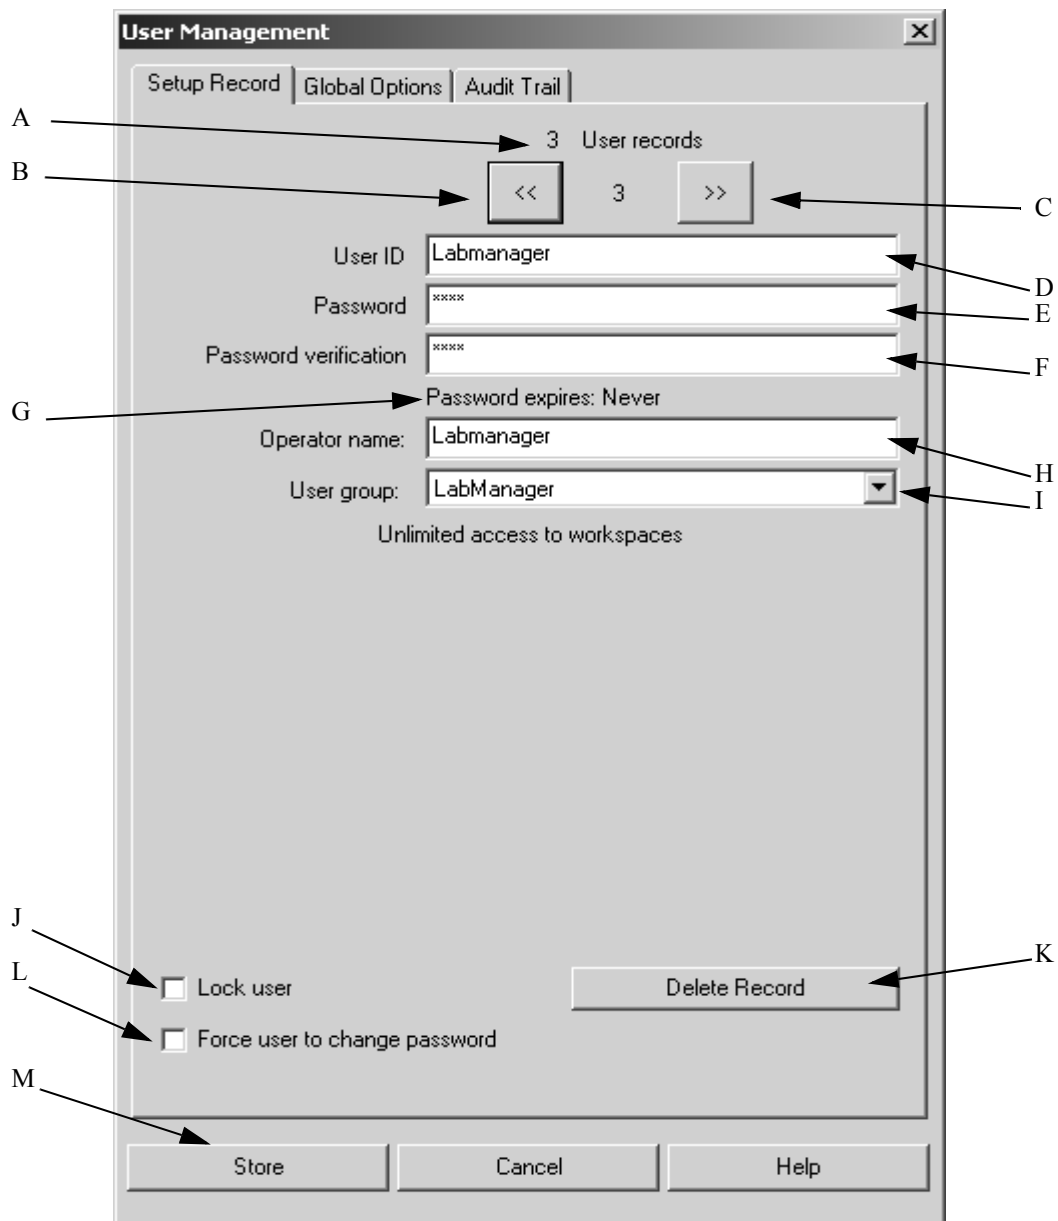 User Management
Setup Record Global Options Audit Trail
A
3 User records
B
<< 3 >>
C
User ID Labmanager
D
Password ****
E
Password verification ****
F
G
Password expires: Never
Operator name: Labmanager
H
User group: LabManager
I
Unlimited access to workspaces
J
K
L
Lock user Delete Record
Force user to change password
M
Store Cancel Help